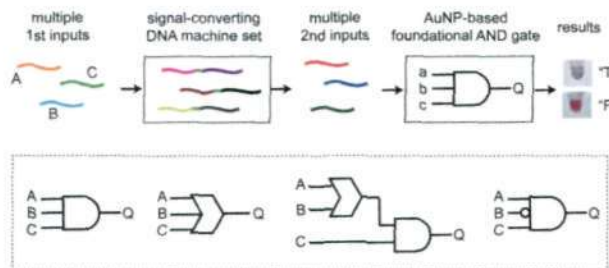 multiple
1st inputs
signal-converting
DNA machine set
multiple
2nd inputs
AuNP-based
foundational AND gate
results
A
C
B
a
b
c
Q
"T
"F
A
B
C
Q
A
B
C
Q
A
B
C
Q
A
B
C
Q